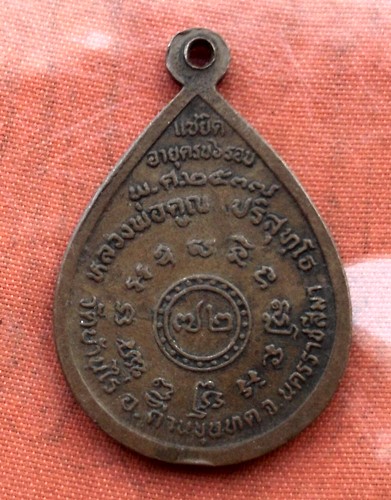 แซยิด
อายุครบ ๖ รอบ
พ.ศ. ๒๕๓๗
หลวงพ่อคูณ ปริสุทฺโธ
๗๒
วัดบ้านไร่ อ.ด่านขุนทด จ.นครราชสีมา